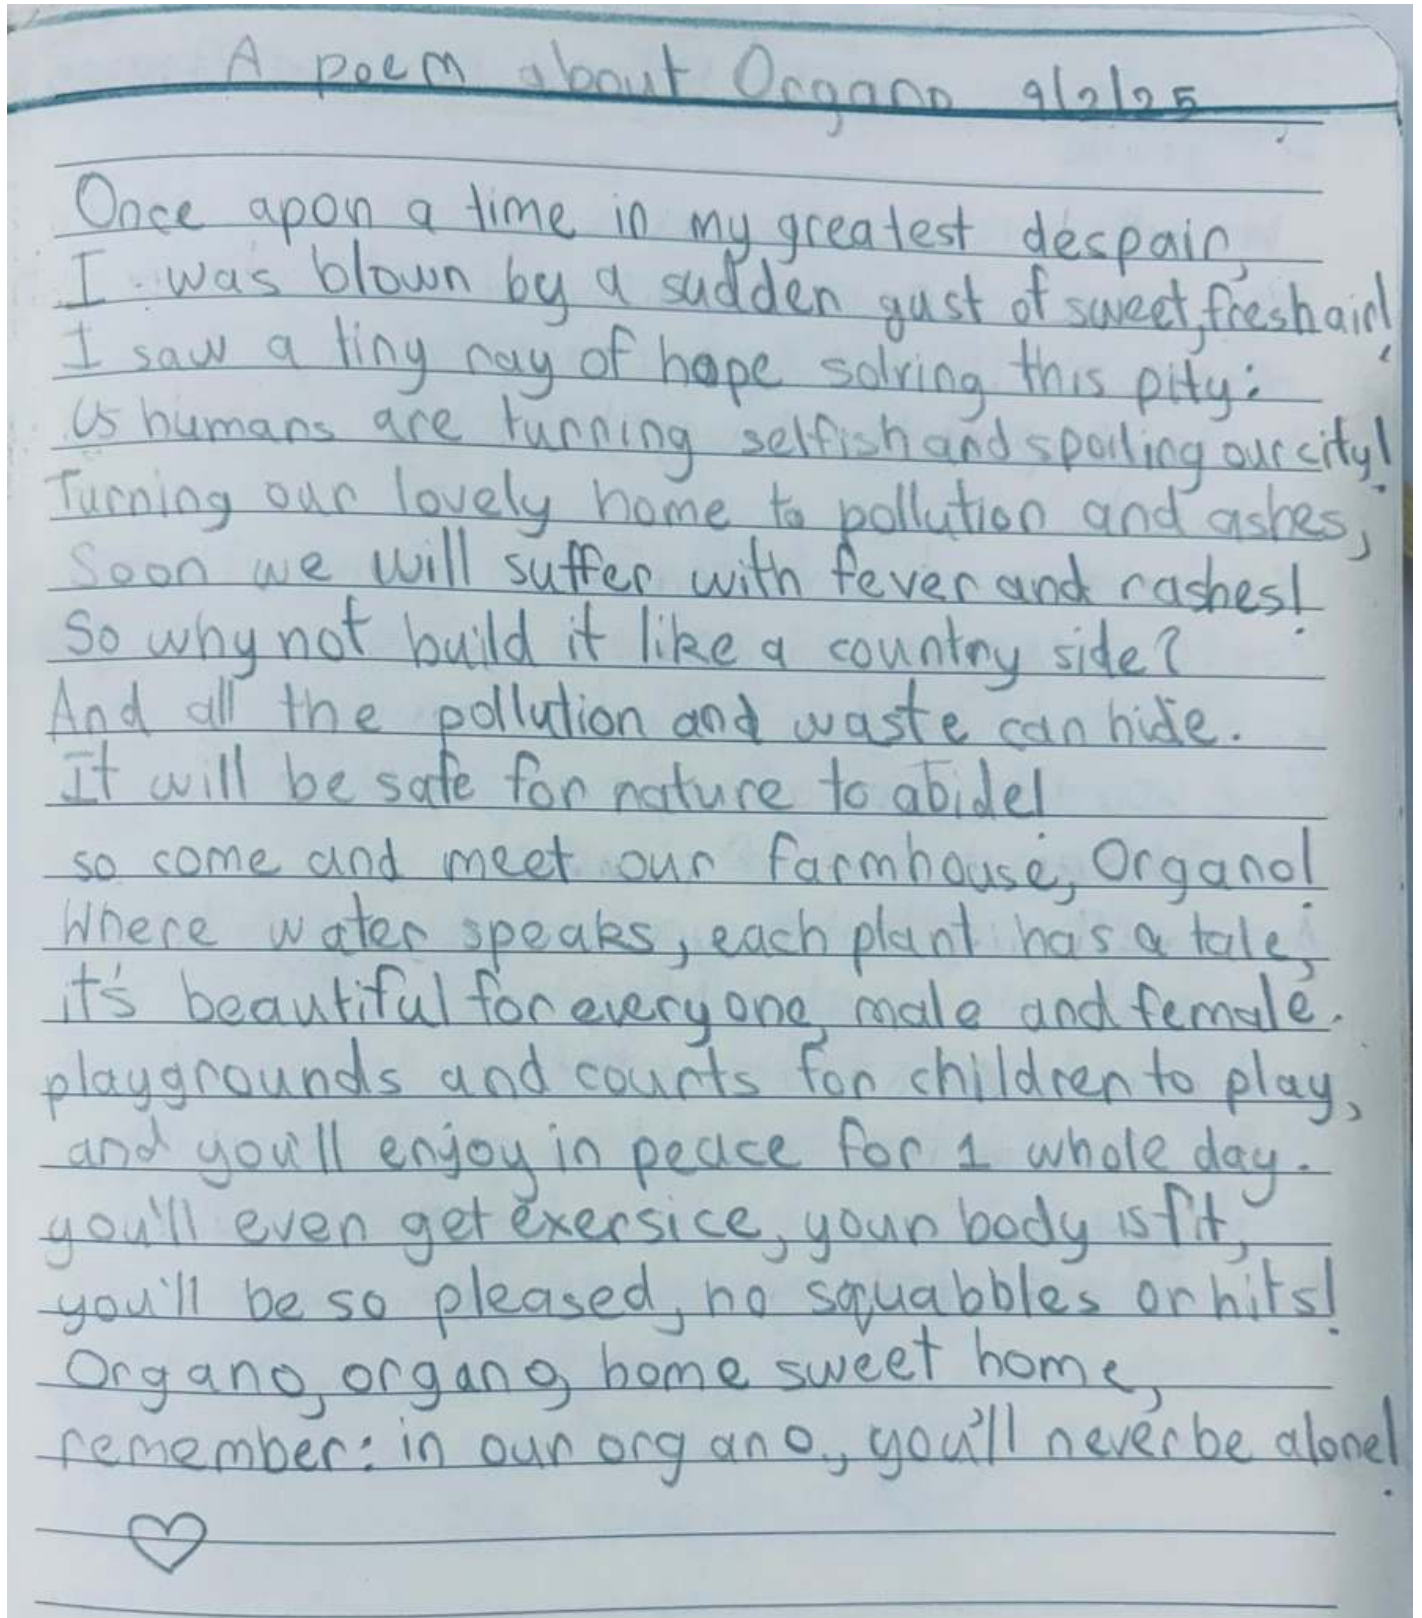 A poem about Organo 9/2/25
Once apon a time in my greatest despair,
I was blown by a sudden gust of sweet, fresh air!
I saw a tiny ray of hope solving this pity:
Us humans are turning selfish and spoiling our city!
Turning our lovely home to pollution and ashes,
Soon we will suffer with fever and rashes!
So why not build it like a country side?
And all the pollution and waste can hide.
It will be safe for nature to abide!
so come and meet our farmhouse, Organo!
Where water speaks, each plant has a tale,
it's beautiful for everyone, male and female.
playgrounds and courts for children to play,
and you'll enjoy in peace for 1 whole day.
you'll even get exersice, your body is fit,
you'll be so pleased, no squabbles or hits!
Organo, organo, home sweet home,
remember: in our organo, you'll never be alone!